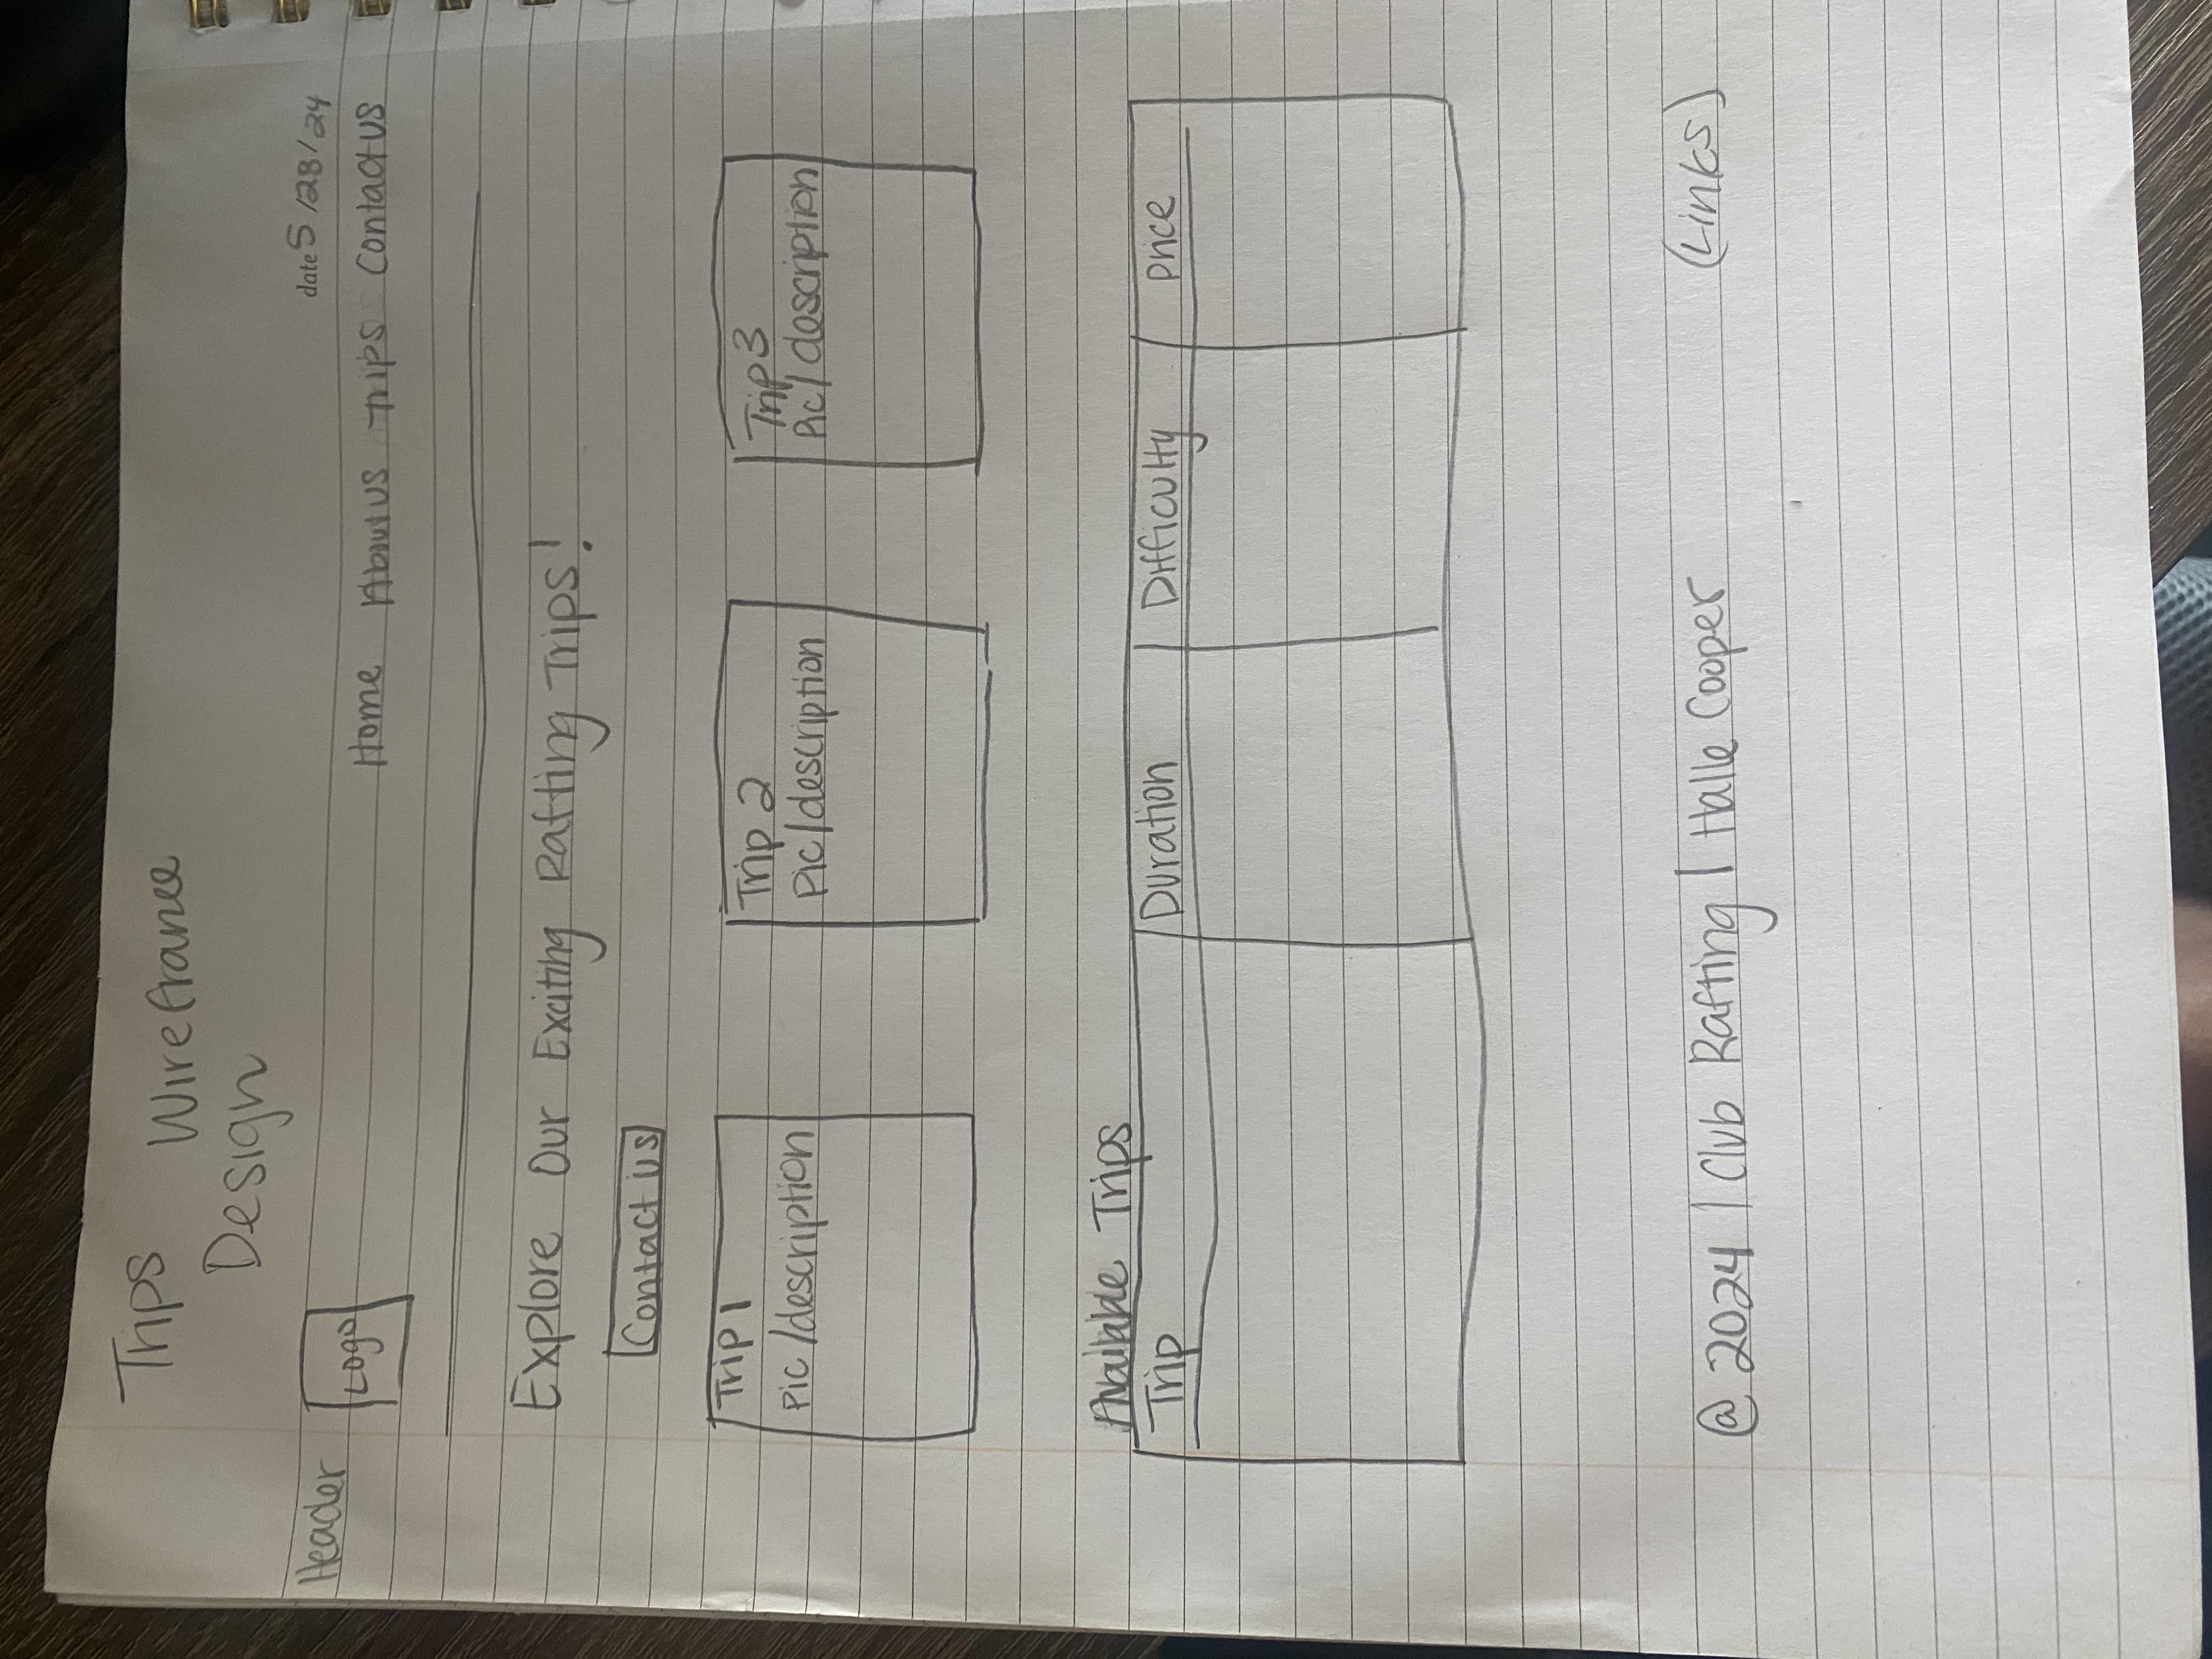 Trips Wireframe
Design
date 5/28/24
Header Logo Home About us Trips Contact us
Explore Our Exciting Rafting Trips!
Contact us
Trip 1 Trip 2 Trip 3
Pic/description Pic/description Pic/description
Available Trips
Trip Duration Difficulty Price
@ 2024 | Club Rafting | Halle Cooper (Links)